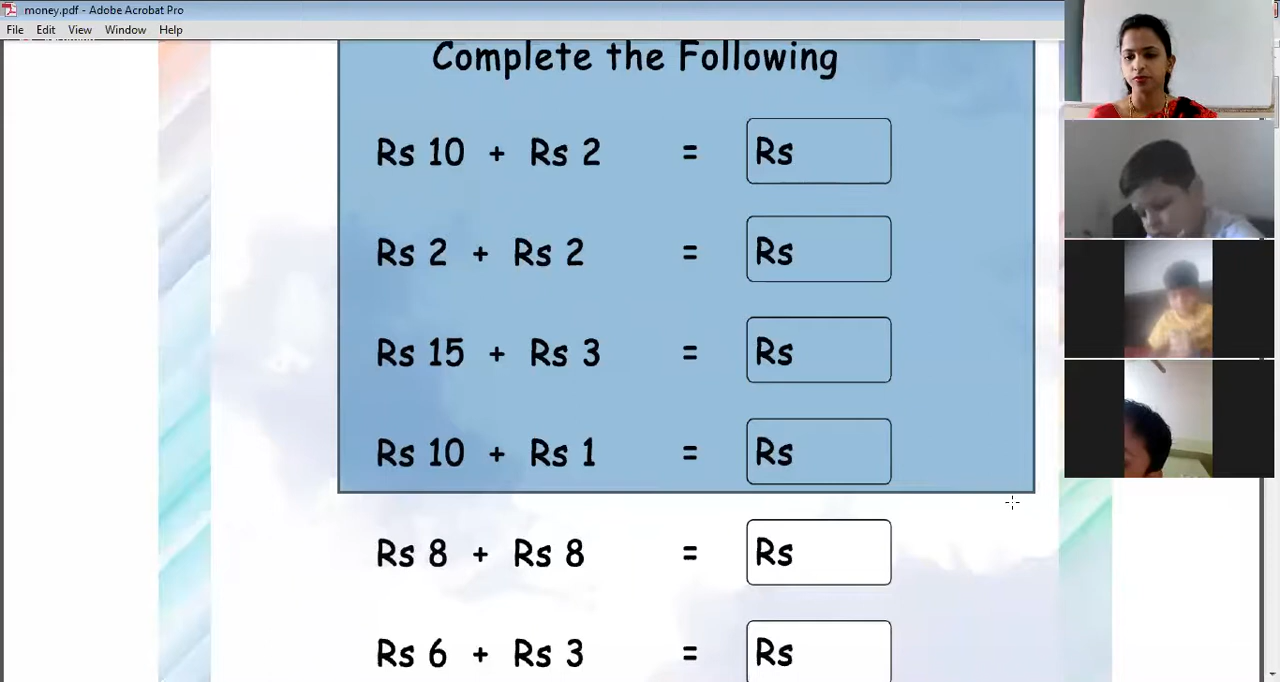 money.pdf - Adobe Acrobat Pro
File Edit View Window Help
Complete the Following
Rs 10 + Rs 2 = Rs
Rs 2 + Rs 2 = Rs
Rs 15 + Rs 3 = Rs
Rs 10 + Rs 1 = Rs
Rs 8 + Rs 8 = Rs
Rs 6 + Rs 3 = Rs